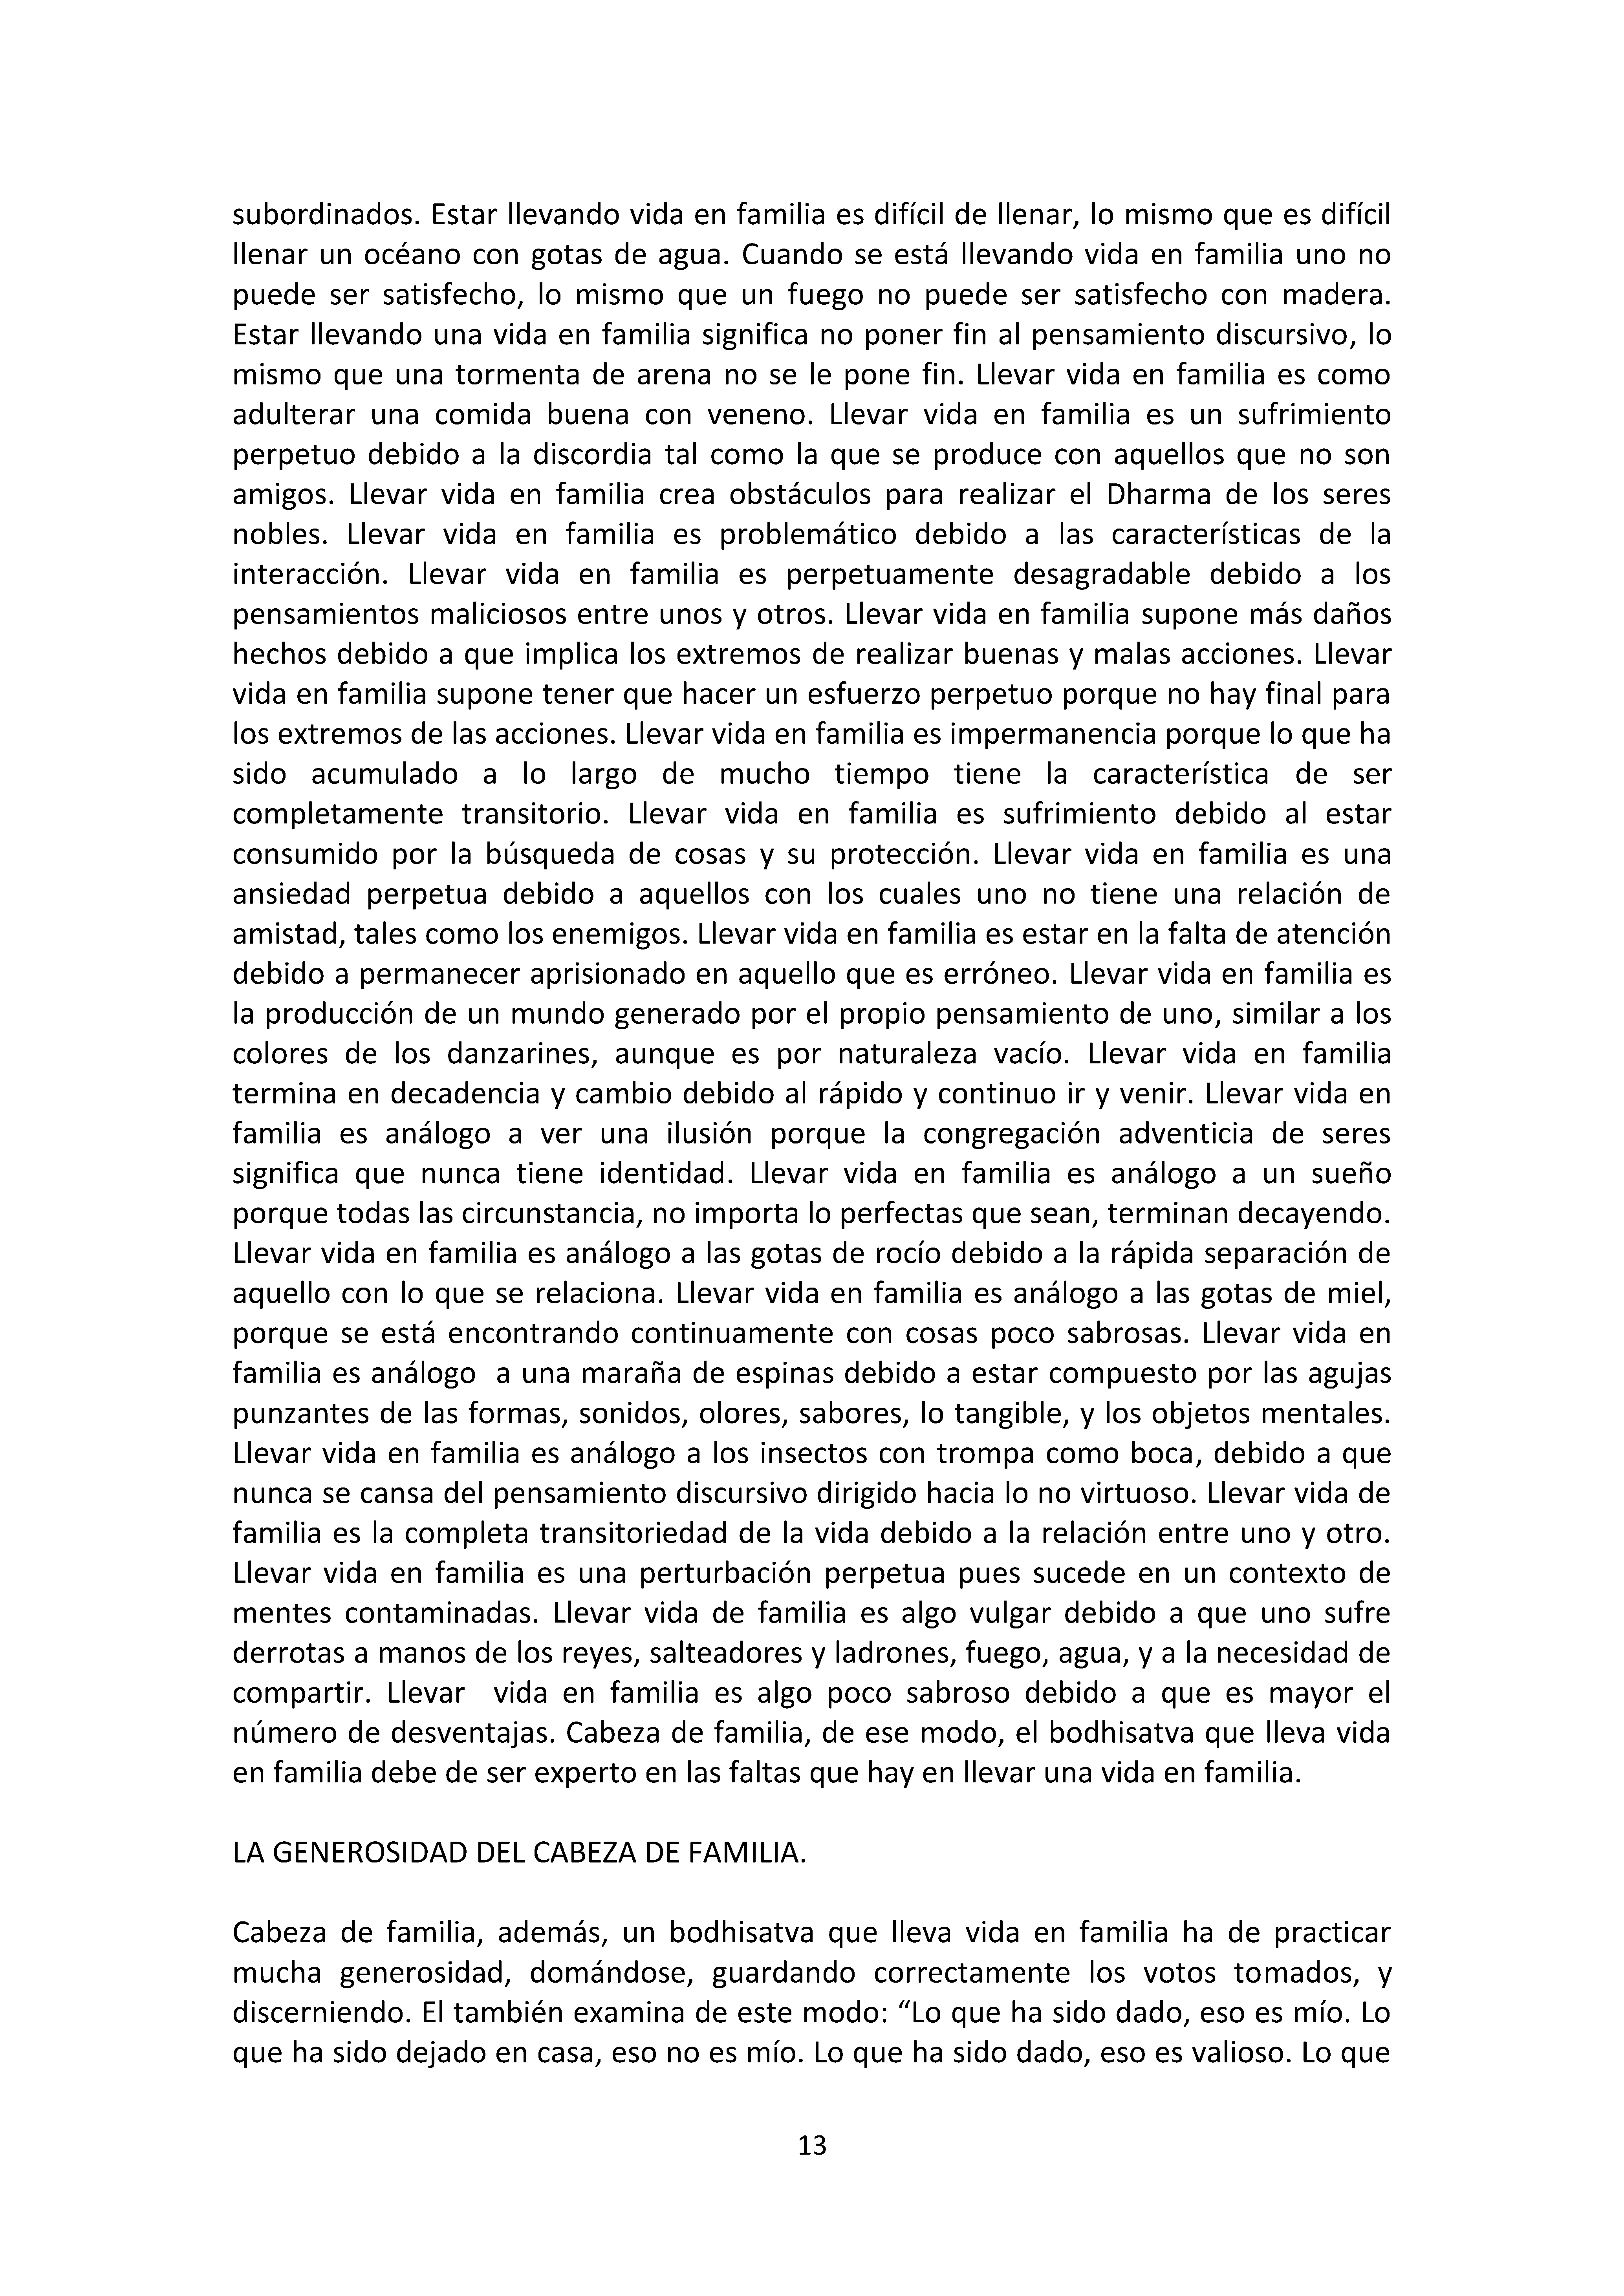 subordinados. Estar llevando vida en familia es difícil de llenar, lo mismo que es difícil
llenar un océano con gotas de agua. Cuando se está llevando vida en familia uno no
puede ser satisfecho, lo mismo que un fuego no puede ser satisfecho con madera.
Estar llevando una vida en familia significa no poner fin al pensamiento discursivo, lo
mismo que una tormenta de arena no se le pone fin. Llevar vida en familia es como
adulterar una comida buena con veneno. Llevar vida en familia es un sufrimiento
perpetuo debido a la discordia tal como la que se produce con aquellos que no son
amigos. Llevar vida en familia crea obstáculos para realizar el Dharma de los seres
nobles. Llevar vida en familia es problemático debido a las características de la
interacción. Llevar vida en familia es perpetuamente desagradable debido a los
pensamientos maliciosos entre unos y otros. Llevar vida en familia supone más daños
hechos debido a que implica los extremos de realizar buenas y malas acciones. Llevar
vida en familia supone tener que hacer un esfuerzo perpetuo porque no hay final para
los extremos de las acciones. Llevar vida en familia es impermanencia porque lo que ha
sido acumulado a lo largo de mucho tiempo tiene la característica de ser
completamente transitorio. Llevar vida en familia es sufrimiento debido al estar
consumido por la búsqueda de cosas y su protección. Llevar vida en familia es una
ansiedad perpetua debido a aquellos con los cuales uno no tiene una relación de
amistad, tales como los enemigos. Llevar vida en familia es estar en la falta de atención
debido a permanecer aprisionado en aquello que es erróneo. Llevar vida en familia es
la producción de un mundo generado por el propio pensamiento de uno, similar a los
colores de los danzarines, aunque es por naturaleza vacío. Llevar vida en familia
termina en decadencia y cambio debido al rápido y continuo ir y venir. Llevar vida en
familia es análogo a ver una ilusión porque la congregación adventicia de seres
significa que nunca tiene identidad. Llevar vida en familia es análogo a un sueño
porque todas las circunstancia, no importa lo perfectas que sean, terminan decayendo.
Llevar vida en familia es análogo a las gotas de rocío debido a la rápida separación de
aquello con lo que se relaciona. Llevar vida en familia es análogo a las gotas de miel,
porque se está encontrando continuamente con cosas poco sabrosas. Llevar vida en
familia es análogo  a una maraña de espinas debido a estar compuesto por las agujas
punzantes de las formas, sonidos, olores, sabores, lo tangible, y los objetos mentales.
Llevar vida en familia es análogo a los insectos con trompa como boca, debido a que
nunca se cansa del pensamiento discursivo dirigido hacia lo no virtuoso. Llevar vida de
familia es la completa transitoriedad de la vida debido a la relación entre uno y otro.
Llevar vida en familia es una perturbación perpetua pues sucede en un contexto de
mentes contaminadas. Llevar vida de familia es algo vulgar debido a que uno sufre
derrotas a manos de los reyes, salteadores y ladrones, fuego, agua, y a la necesidad de
compartir. Llevar  vida en familia es algo poco sabroso debido a que es mayor el
número de desventajas. Cabeza de familia, de ese modo, el bodhisatva que lleva vida
en familia debe de ser experto en las faltas que hay en llevar una vida en familia.
LA GENEROSIDAD DEL CABEZA DE FAMILIA.
Cabeza de familia, además, un bodhisatva que lleva vida en familia ha de practicar
mucha generosidad, domándose, guardando correctamente los votos tomados, y
discerniendo. El también examina de este modo: “Lo que ha sido dado, eso es mío. Lo
que ha sido dejado en casa, eso no es mío. Lo que ha sido dado, eso es valioso. Lo que
13